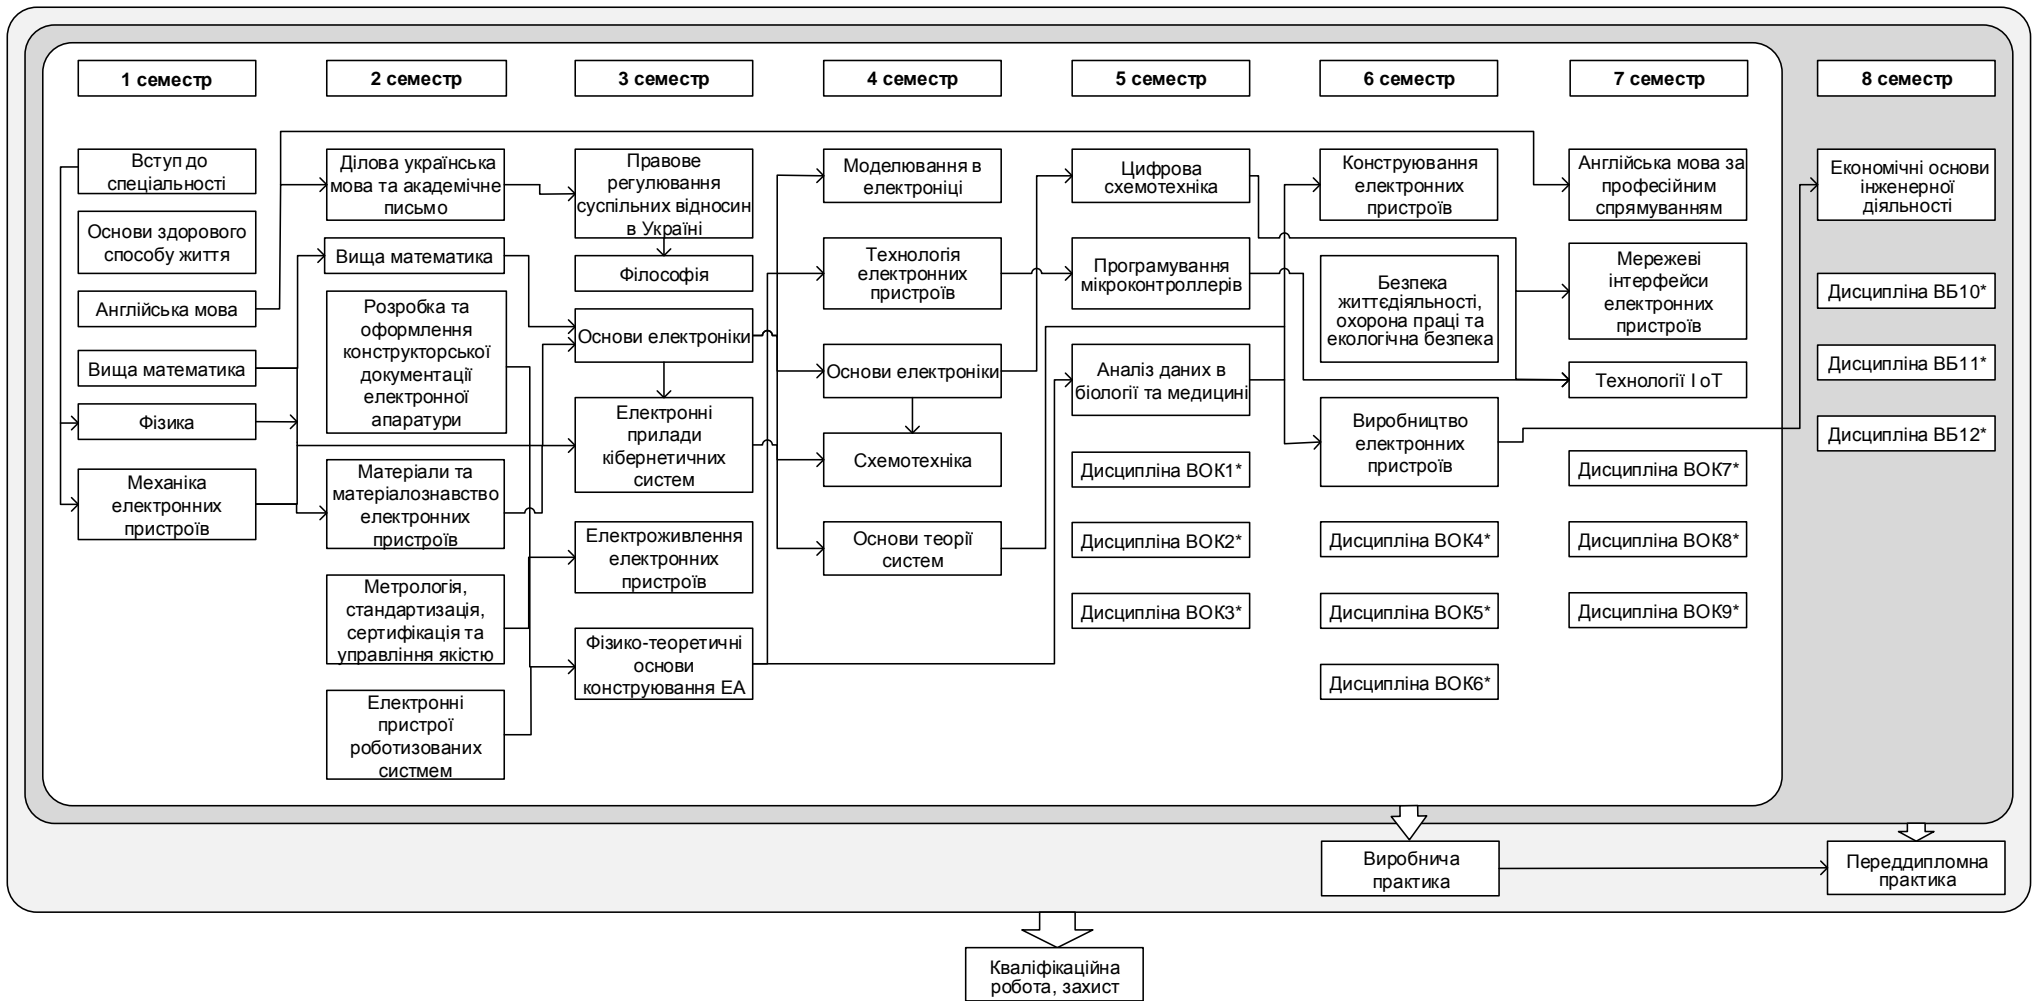 1 семестр
2 семестр
3 семестр
4 семестр
5 семестр
6 семестр
7 семестр
8 семестр
Вступ до
спеціальності
Основи здорового
способу життя
Англійська мова
Вища математика
Фізика
Механіка
електронних
пристроїв
Ділова українська
мова та академічне
письмо
Вища математика
Розробка та
оформлення
конструкторської
документації
електронної
апаратури
Матеріали та
матеріалознавство
електронних
пристроїв
Метрологія,
стандартизація,
сертифікація та
управління якістю
Електронні
пристрої
роботизованих
систмем
Правове
регулювання
суспільних відносин
в Україні
Філософія
Основи електроніки
Електронні
прилади
кібернетичних
систем
Електроживлення
електронних
пристроїв
Фізико-теоретичні
основи
конструювання ЕА
Моделювання в
електроніці
Технологія
електронних
пристроїв
Основи електроніки
Схемотехніка
Основи теорії
систем
Цифрова
схемотехніка
Програмування
мікроконтроллерів
Аналіз даних в
біології та медицині
Дисципліна ВОК1*
Дисципліна ВОК2*
Дисципліна ВОК3*
Конструювання
електронних
пристроїв
Безпека
життєдіяльності,
охорона праці та
екологічна безпека
Виробництво
електронних
пристроїв
Дисципліна ВОК4*
Дисципліна ВОК5*
Дисципліна ВОК6*
Англійська мова за
професійним
спрямуванням
Мережеві
інтерфейси
електронних
пристроїв
Технології ІоТ
Дисципліна ВОК7*
Дисципліна ВОК8*
Дисципліна ВОК9*
Економічні основи
інженерної
діяльності
Дисципліна ВБ10*
Дисципліна ВБ11*
Дисципліна ВБ12*
Виробнича
практика
Переддипломна
практика
Кваліфікаційна
робота, захист